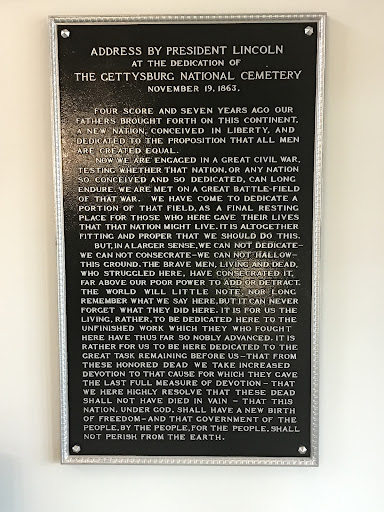 ADDRESS BY PRESIDENT LINCOLN
AT THE DEDICATION OF
THE GETTYSBURG NATIONAL CEMETERY
NOVEMBER 19, 1863.
FOUR SCORE AND SEVEN YEARS AGO OUR
FATHERS BROUGHT FORTH ON THIS CONTINENT,
A NEW NATION, CONCEIVED IN LIBERTY, AND
DEDICATED TO THE PROPOSITION THAT ALL MEN
ARE CREATED EQUAL.
NOW WE ARE ENGAGED IN A GREAT CIVIL WAR,
TESTING WHETHER THAT NATION, OR ANY NATION
SO CONCEIVED AND SO DEDICATED, CAN LONG
ENDURE. WE ARE MET ON A GREAT BATTLE-FIELD
OF THAT WAR. WE HAVE COME TO DEDICATE A
PORTION OF THAT FIELD, AS A FINAL RESTING
PLACE FOR THOSE WHO HERE GAVE THEIR LIVES
THAT THAT NATION MIGHT LIVE. IT IS ALTOGETHER
FITTING AND PROPER THAT WE SHOULD DO THIS.
BUT, IN A LARGER SENSE, WE CAN NOT DEDICATE-
WE CAN NOT CONSECRATE-WE CAN NOT HALLOW-
THIS GROUND. THE BRAVE MEN, LIVING AND DEAD,
WHO STRUGGLED HERE, HAVE CONSECRATED IT,
FAR ABOVE OUR POOR POWER TO ADD OR DETRACT.
THE WORLD WILL LITTLE NOTE, NOR LONG
REMEMBER WHAT WE SAY HERE, BUT IT CAN NEVER
FORGET WHAT THEY DID HERE. IT IS FOR US THE
LIVING, RATHER, TO BE DEDICATED HERE TO THE
UNFINISHED WORK WHICH THEY WHO FOUGHT
HERE HAVE THUS FAR SO NOBLY ADVANCED. IT IS
RATHER FOR US TO BE HERE DEDICATED TO THE
GREAT TASK REMAINING BEFORE US-THAT FROM
THESE HONORED DEAD WE TAKE INCREASED
DEVOTION TO THAT CAUSE FOR WHICH THEY GAVE
THE LAST FULL MEASURE OF DEVOTION-THAT
WE HERE HIGHLY RESOLVE THAT THESE DEAD
SHALL NOT HAVE DIED IN VAIN - THAT THIS
NATION, UNDER GOD, SHALL HAVE A NEW BIRTH
OF FREEDOM-AND THAT GOVERNMENT OF THE
PEOPLE, BY THE PEOPLE, FOR THE PEOPLE, SHALL
NOT PERISH FROM THE EARTH.